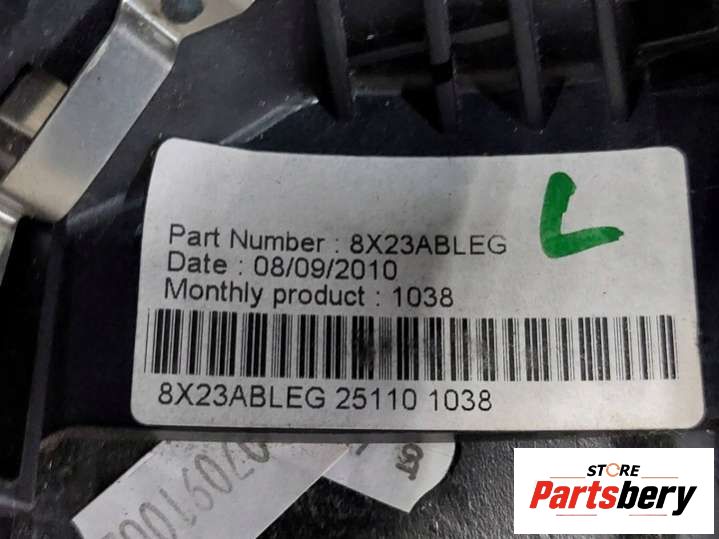 L
Part Number : 8X23ABLEG
Date : 08/09/2010
Monthly product : 1038
8X23ABLEG 25110 1038
STORE
Partsbery